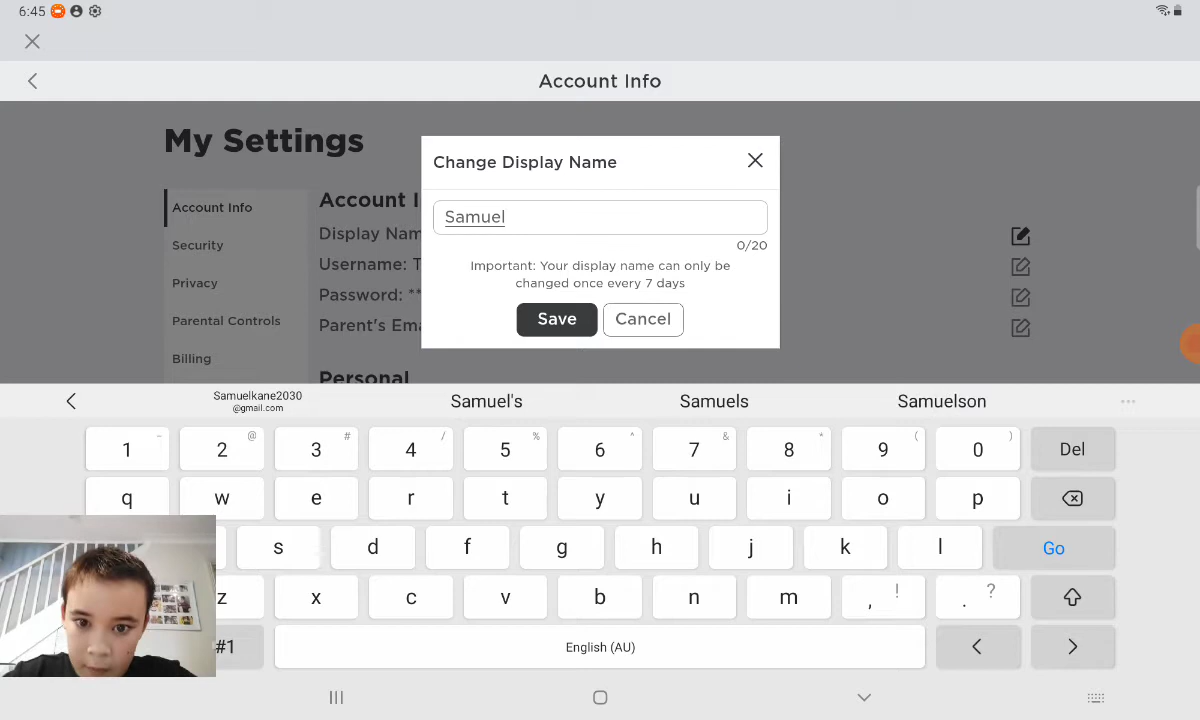 6:45
Account Info
My Settings
Change Display Name
Account Info
Account I
Samuel
Display Nam
Security
0/20
Username: T
Important: Your display name can only be
changed once every 7 days
Privacy
Password: **
Save
Cancel
Parental Controls
Parent's Ema
Billing
Personal
Samuelkane2030
@gmail.com
Samuel's
Samuels
Samuelson
1 2 @ 3 # 4 / 5 % 6 ^ 7 & 8 * 9 ( 0 ) Del
q w e r t y u i o p
s d f g h j k l Go
z x c v b n m , ! . ?
#1 English (AU)